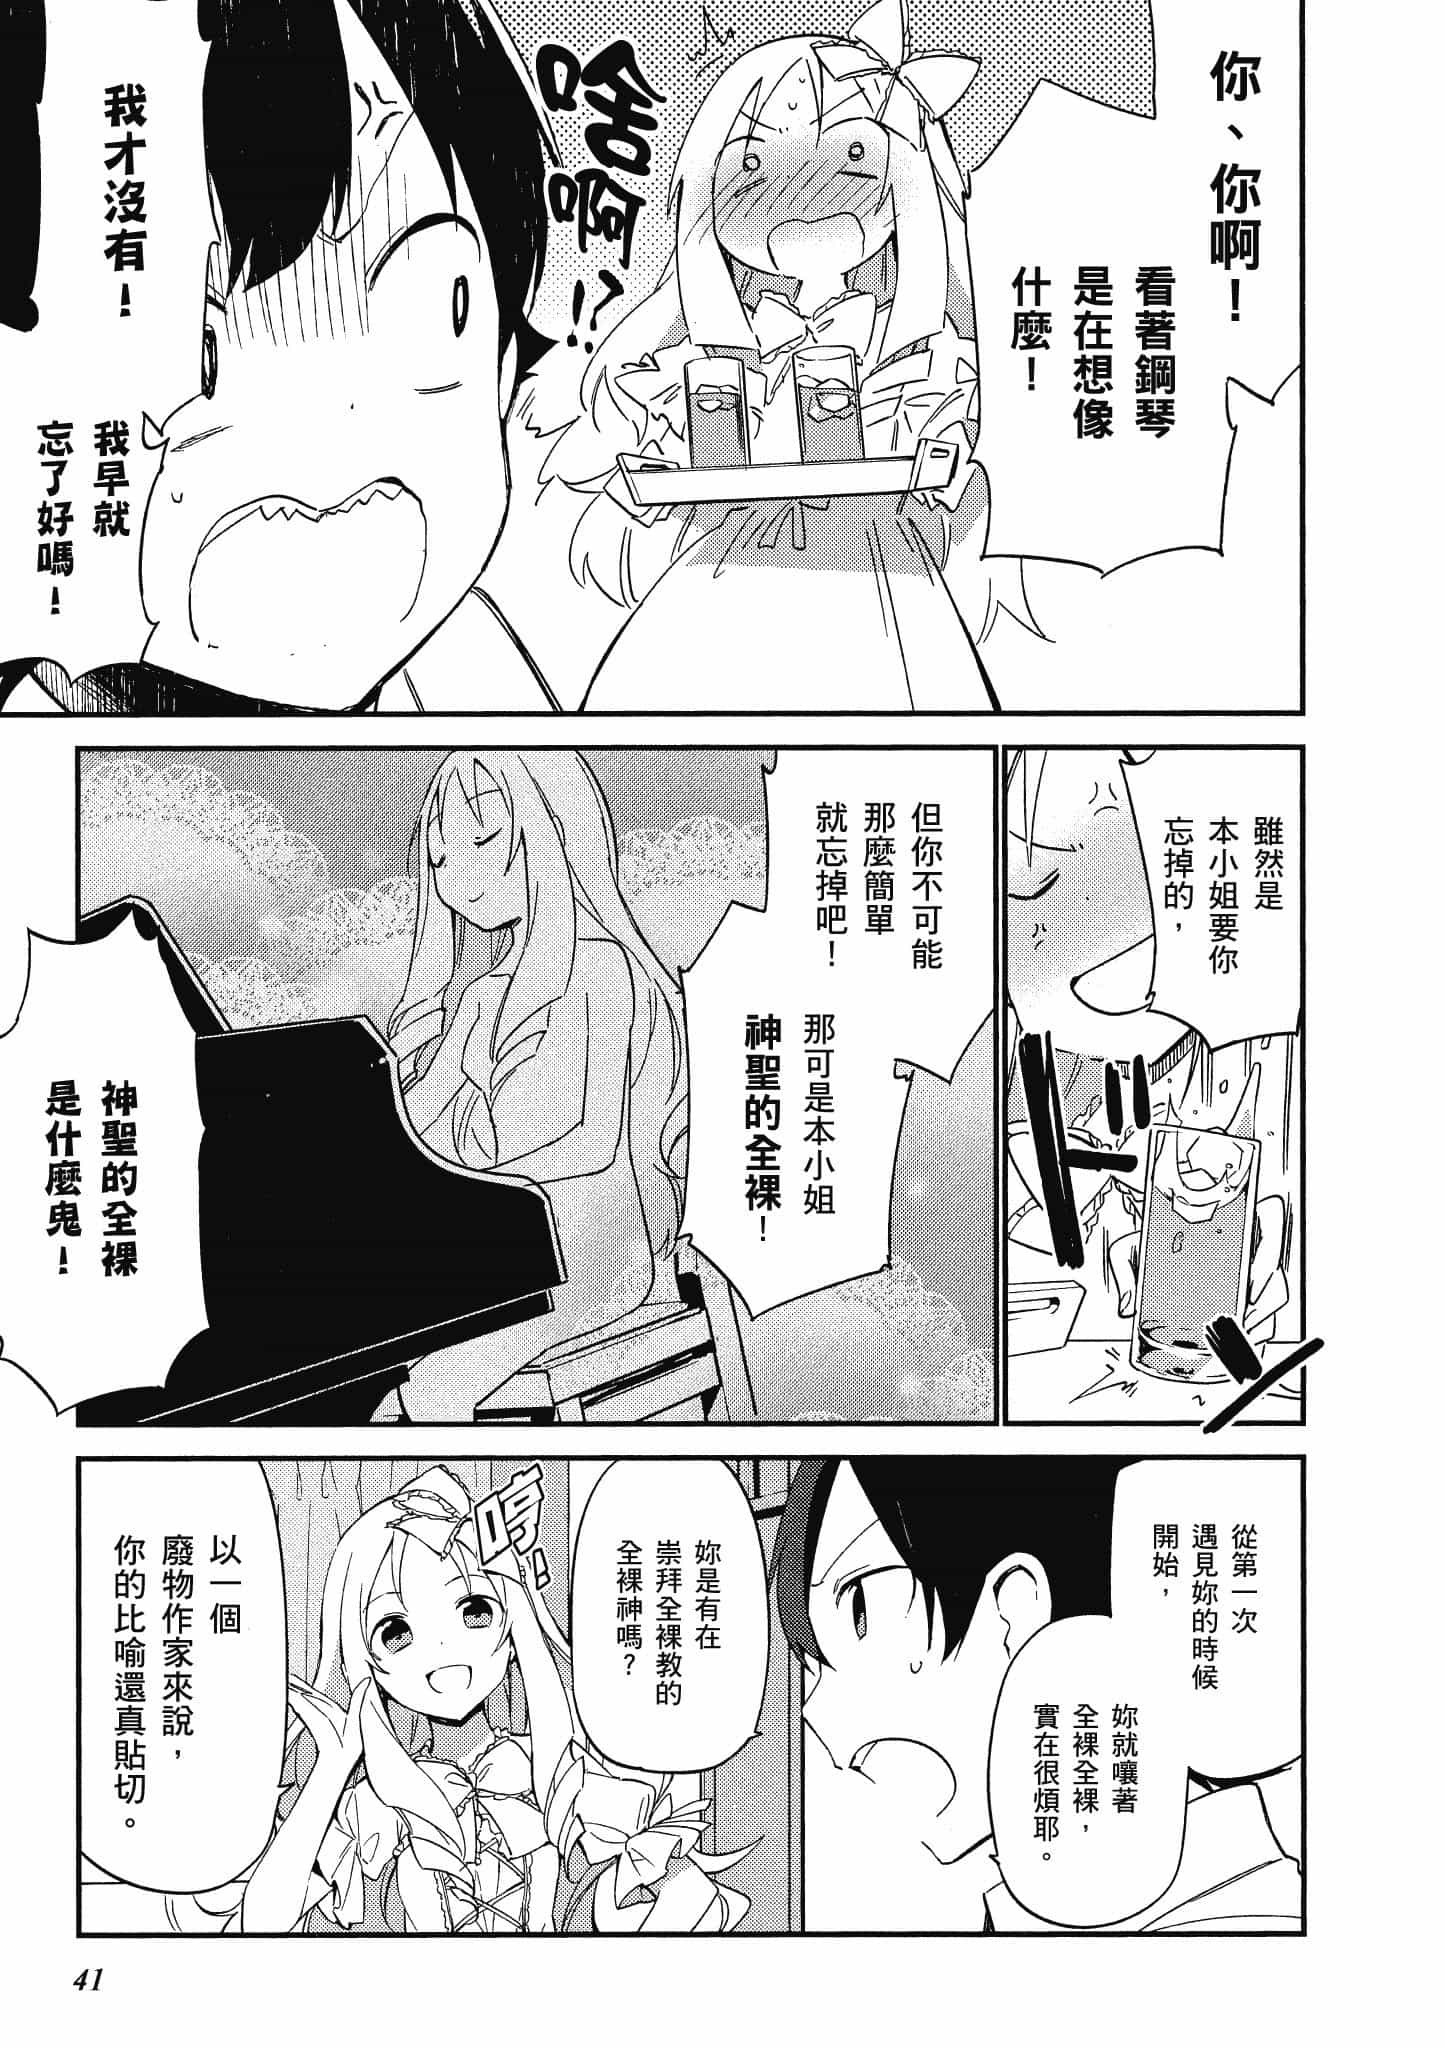 你、你啊！
看著鋼琴
是在想像
什麼！
啥啊！？
我才沒有！
我早就
忘了好嗎！
雖然是
本小姐要你
忘掉的，
但你不可能
那麼簡單
就忘掉吧！
那可是本小姐
神聖的全裸！
神聖的全裸
是什麼鬼！
從第一次
遇見妳的時候
開始，
妳就嚷著
全裸全裸，
實在很煩耶。
妳是有在
崇拜全裸教的
全裸神嗎？
哼！
以一個
廢物作家來說，
你的比喻還真貼切。
41